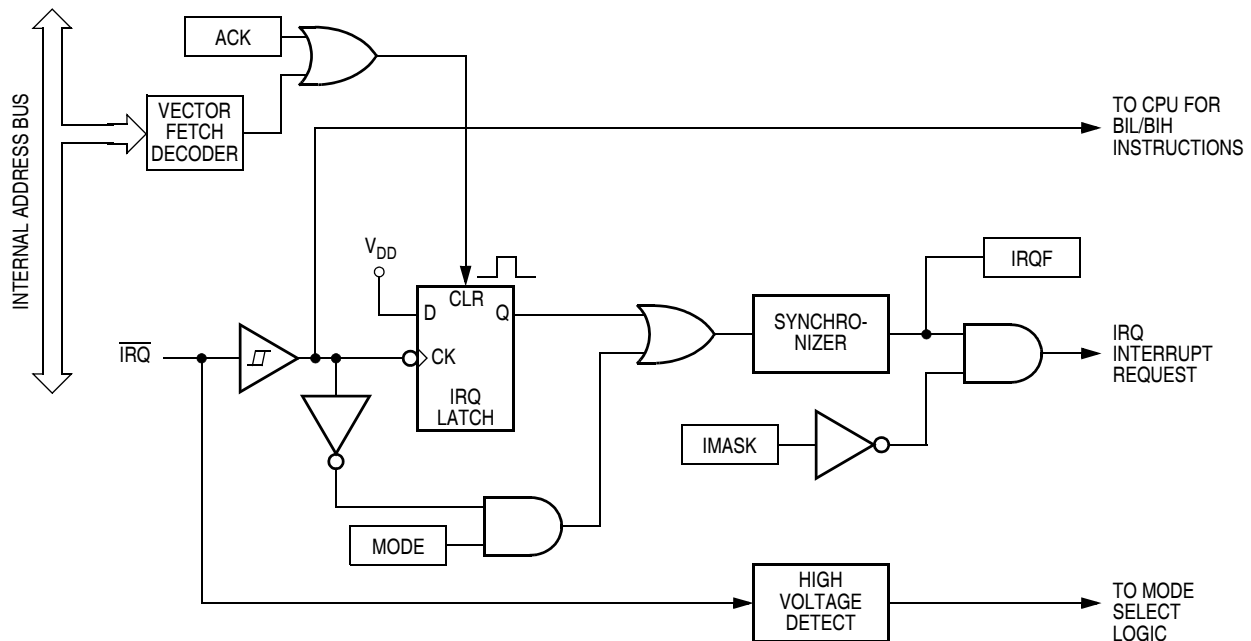 INTERNAL ADDRESS BUS
ACK
VECTOR
FETCH
DECODER
TO CPU FOR
BIL/BIH
INSTRUCTIONS
VDD
CLR
D
Q
CK
IRQ
LATCH
IRQ
SYNCHRO-
NIZER
IRQF
IRQ
INTERRUPT
REQUEST
IMASK
MODE
HIGH
VOLTAGE
DETECT
TO MODE
SELECT
LOGIC